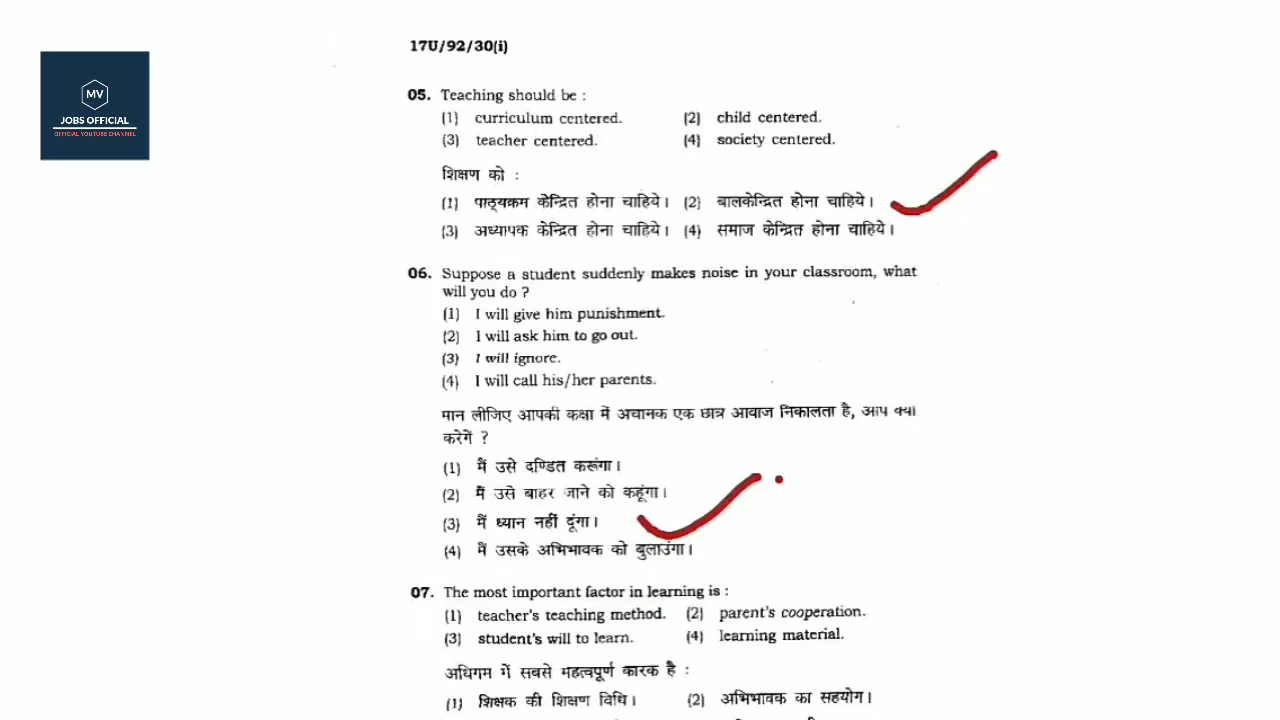 17U/92/30(i)
MV
JOBS OFFICIAL
OFFICIAL YOUTUBE CHANNEL
05. Teaching should be :
(1) curriculum centered. (2) child centered.
(3) teacher centered. (4) society centered.
शिक्षण को :
(1) पाठ्यक्रम केन्द्रित होना चाहिये। (2) बालकेन्द्रित होना चाहिये।
(3) अध्यापक केन्द्रित होना चाहिये। (4) समाज केन्द्रित होना चाहिये।
06. Suppose a student suddenly makes noise in your classroom, what
will you do ?
(1) I will give him punishment.
(2) I will ask him to go out.
(3) I will ignore.
(4) I will call his/her parents.
मान लीजिए आपकी कक्षा में अचानक एक छात्र आवाज निकालता है, आप क्या
करेगें ?
(1) मैं उसे दण्डित करूंगा।
(2) मैं उसे बाहर जाने को कहूंगा।
(3) मैं ध्यान नहीं दूंगा।
(4) मैं उसके अभिभावक को बुलाउंगा।
07. The most important factor in learning is :
(1) teacher's teaching method. (2) parent's cooperation.
(3) student's will to learn. (4) learning material.
अधिगम में सबसे महत्वपूर्ण कारक है :
(1) शिक्षक की शिक्षण विधि। (2) अभिभावक का सहयोग।